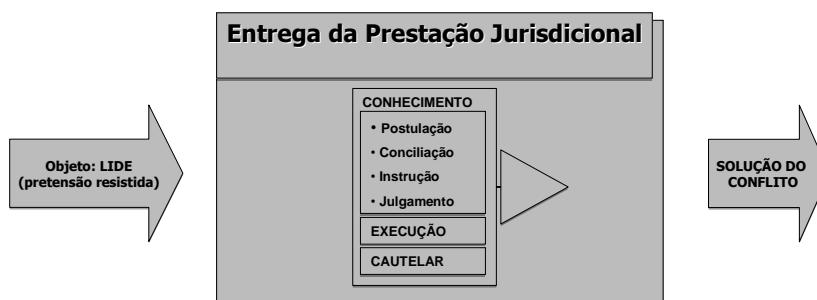 Entrega da Prestação Jurisdicional
CONHECIMENTO
• Postulação
• Conciliação
• Instrução
• Julgamento
EXECUÇÃO
CAUTELAR
Objeto: LIDE
(pretensão resistida)
SOLUÇÃO DO
CONFLITO